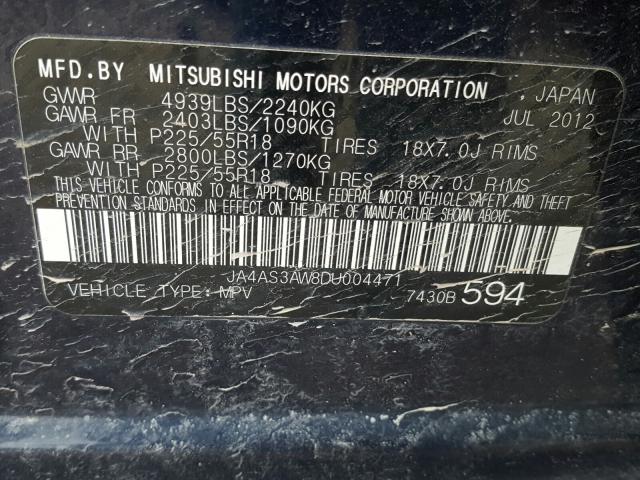 MFD.BY MITSUBISHI MOTORS CORPORATION , JAPAN
GVWR 4939LBS/2240KG JUL 2012
GAWR FR 2403LBS/1090KG
WITH P225/55R18 TIRES 18X7.0J RIMS
GAWR RR 2800LBS/1270KG
WITH P225/55R18 TIRES 18X7.0J RIMS
THIS VEHICLE CONFORMS TO ALL APPLICABLE FEDERAL MOTOR VEHICLE SAFETY AND THEFT
PREVENTION STANDARDS IN EFFECT ON THE DATE OF MANUFACTURE SHOWN ABOVE.
JA4AS3AW8DU004471
VEHICLE TYPE: MPV 7430B 594